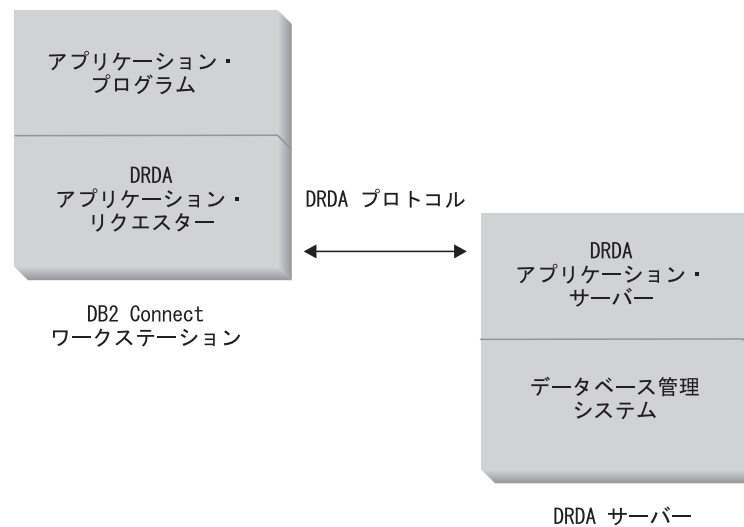 アプリケーション・
プログラム
DRDA
アプリケーション・
リクエスター
DB2 Connect
ワークステーション
DRDA プロトコル
DRDA
アプリケーション・
サーバー
データベース管理
システム
DRDA サーバー